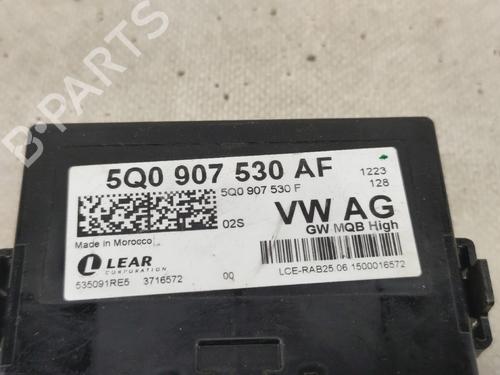 5Q0 907 530 AF
1223
5Q0 907 530 F
128
02S
VW AG
GW MQB High
Made in Morocco
LEAR
CORPORATION
535091RE5 3716572 00
LCE-RAB25 06 1500016572
B-PARTS